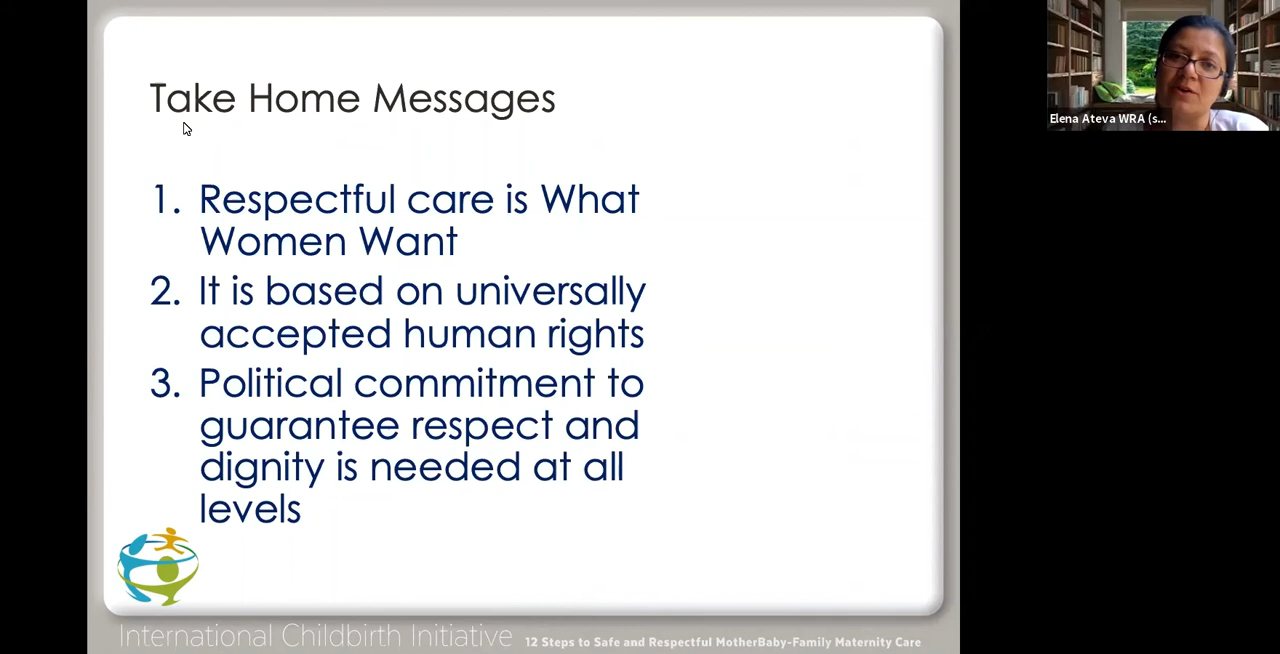 Take Home Messages
1. Respectful care is What
Women Want
2. It is based on universally
accepted human rights
3. Political commitment to
guarantee respect and
dignity is needed at all
levels
International Childbirth Initiative 12 Steps to Safe and Respectful MotherBaby-Family Maternity Care
Elena Ateva WRA (s...